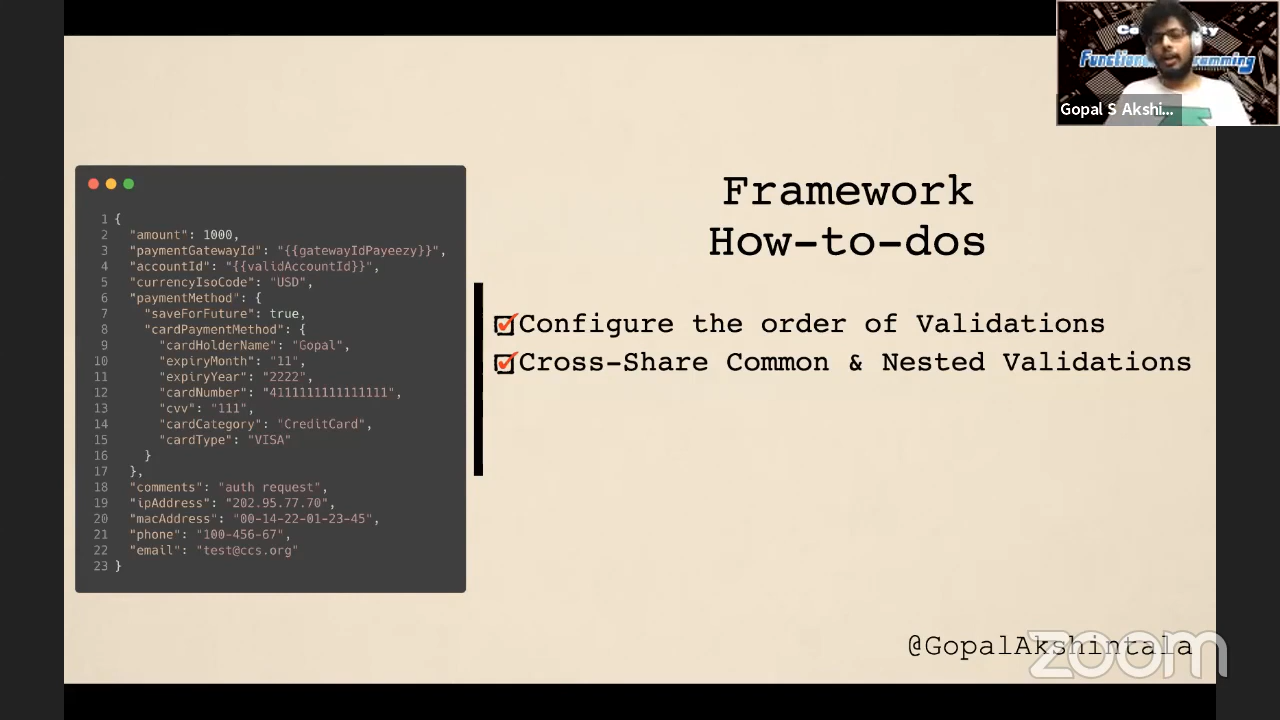 Functional Programming
Gopal S Akshi...
Framework
How-to-dos
Configure the order of Validations
Cross-Share Common & Nested Validations
1 {
2 "amount": 1000,
3 "paymentGatewayId": "{{gatewayIdPayeezy}}",
4 "accountId": "{{validAccountId}}",
5 "currencyIsoCode": "USD",
6 "paymentMethod": {
7 "saveForFuture": true,
8 "cardPaymentMethod": {
9 "cardHolderName": "Gopal",
10 "expiryMonth": "11",
11 "expiryYear": "2222",
12 "cardNumber": "4111111111111111",
13 "cvv": "111",
14 "cardCategory": "CreditCard",
15 "cardType": "VISA"
16 }
17 },
18 "comments": "auth request",
19 "ipAddress": "202.95.77.70",
20 "macAddress": "00-14-22-01-23-45",
21 "phone": "100-456-67",
22 "email": "test@ccs.org"
23 }
@GopalAkshintala
zoom